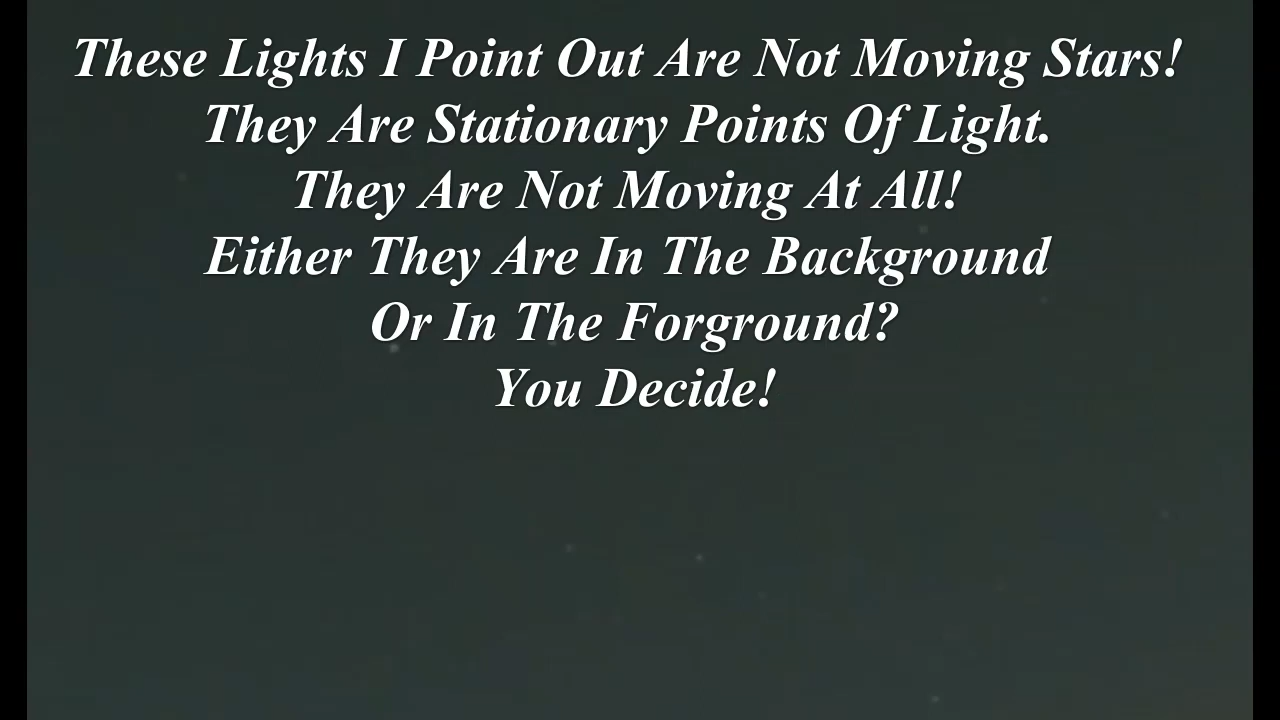 These Lights I Point Out Are Not Moving Stars!
They Are Stationary Points Of Light.
They Are Not Moving At All!
Either They Are In The Background
Or In The Forground?
You Decide!